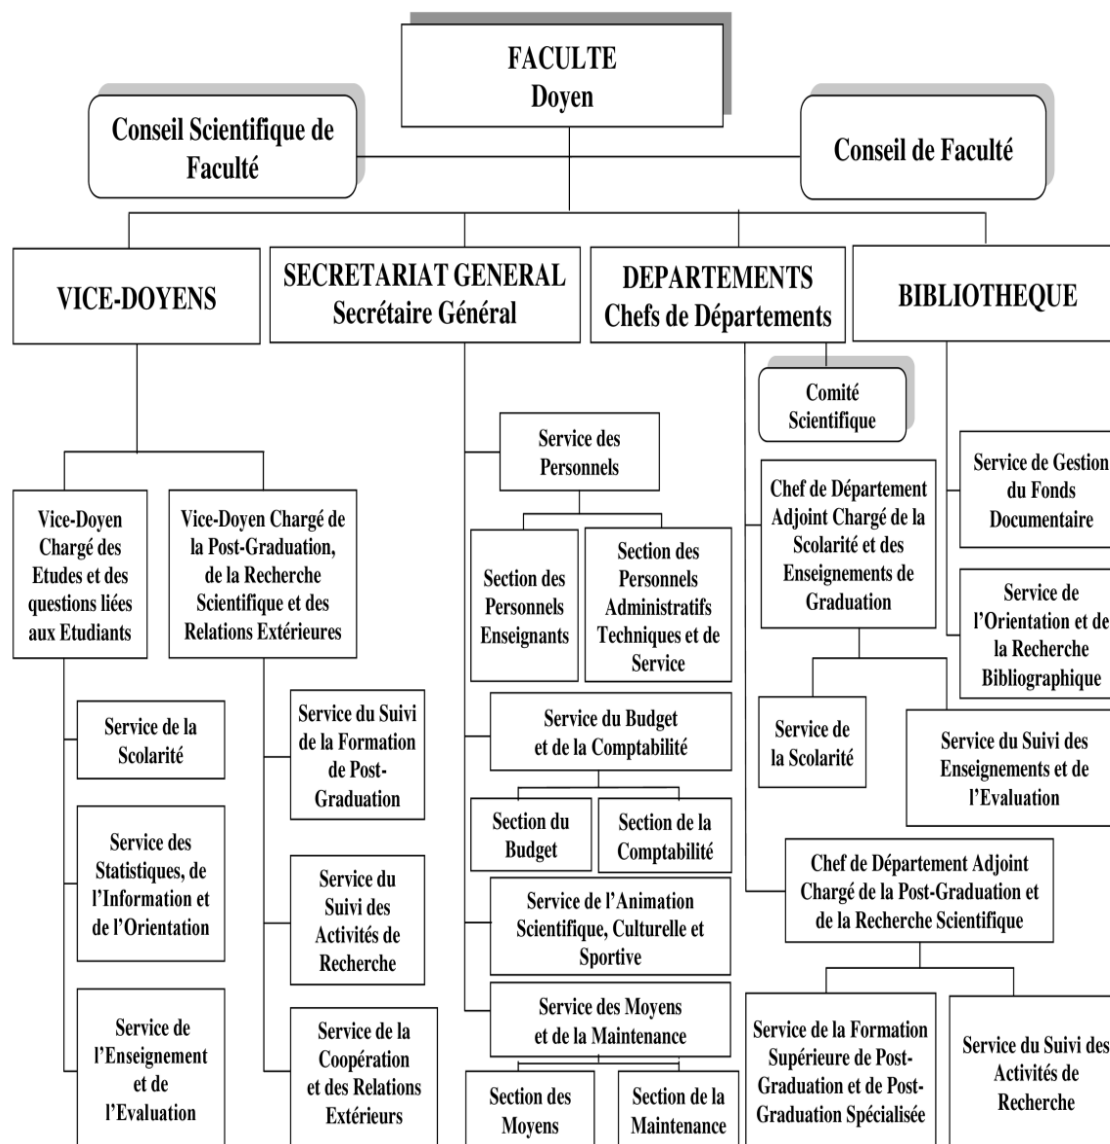 FACULTE
Doyen
Conseil Scientifique de
Faculté
Conseil de Faculté
VICE-DOYENS
SECRETARIAT GENERAL
Secrétaire Général
DEPARTEMENTS
Chefs de Départements
BIBLIOTHEQUE
Vice-Doyen
Chargé des
Etudes et des
questions liées
aux Etudiants
Service de la
Scolarité
Service des
Statistiques, de
l’Information et
de l’Orientation
Service de
l’Enseignement
et de
l’Evaluation
Vice-Doyen Chargé de
la Post-Graduation,
de la Recherche
Scientifique et des
Relations Extérieures
Service du Suivi
de la Formation
de Post-
Graduation
Service du
Suivi des
Activités de
Recherche
Service de la
Coopération
et des Relations
Extérieurs
Service des
Personnels
Section des
Personnels
Enseignants
Section des
Personnels
Administratifs
Techniques et de
Service
Service du Budget
et de la Comptabilité
Section du
Budget
Section de la
Comptabilité
Service de l’Animation
Scientifique, Culturelle et
Sportive
Service des Moyens
et de la Maintenance
Section des
Moyens
Section de la
Maintenance
Comité
Scientifique
Chef de Département
Adjoint Chargé de la
Scolarité et des
Enseignements de
Graduation
Service de
la Scolarité
Service du Suivi des
Enseignements et de
l’Evaluation
Chef de Département Adjoint
Chargé de la Post-Graduation et
de la Recherche Scientifique
Service de la Formation
Supérieure de Post-
Graduation et de Post-
Graduation Spécialisée
Service du Suivi des
Activités de
Recherche
Service de Gestion
du Fonds
Documentaire
Service de
l’Orientation et de
la Recherche
Bibliographique